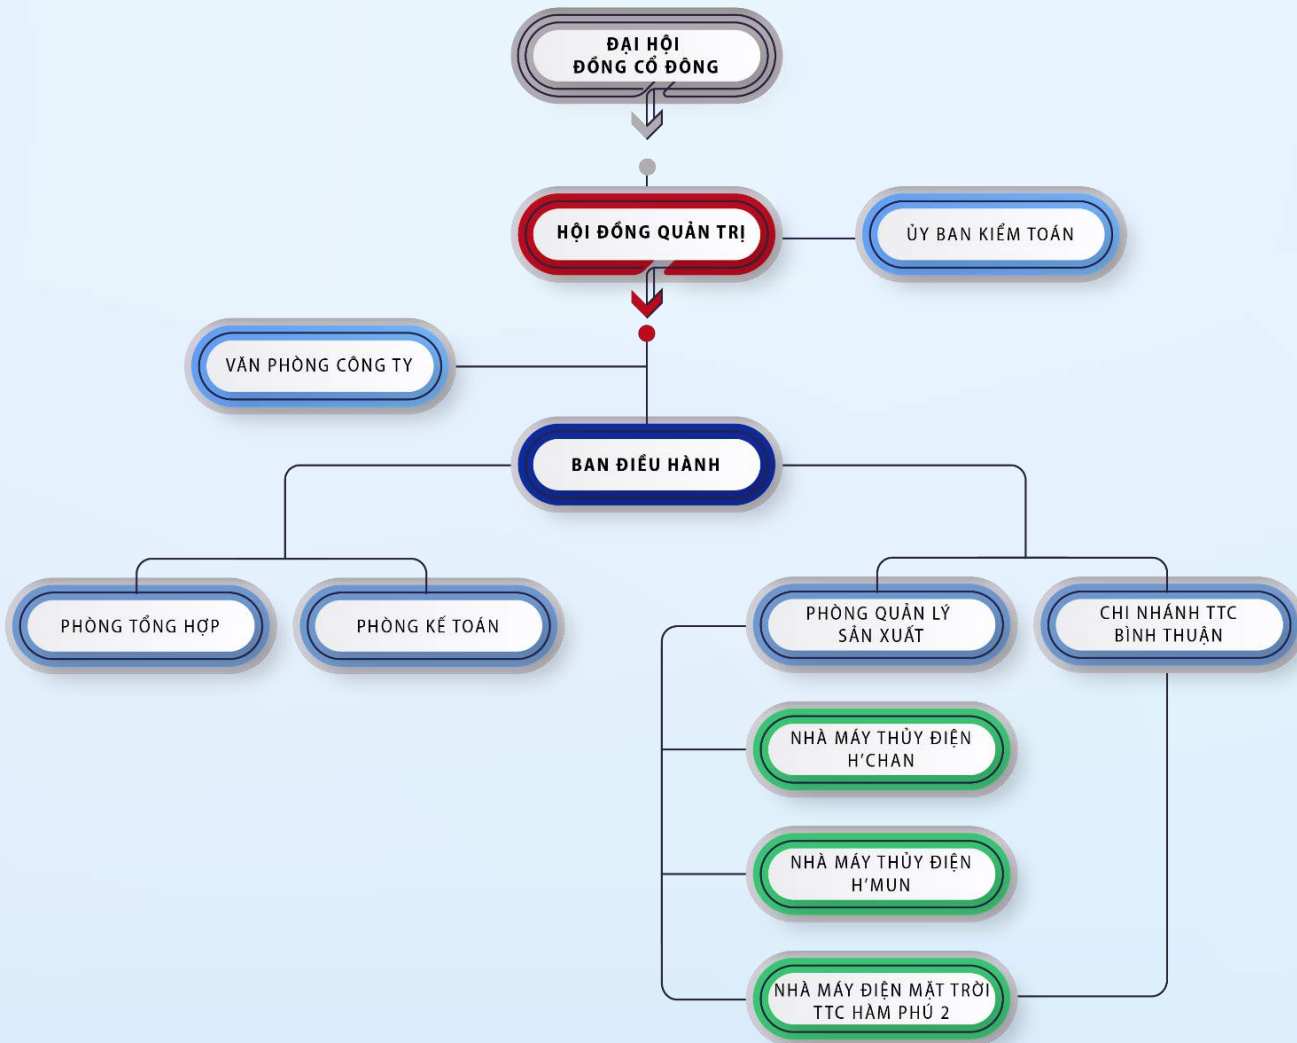 ĐẠI HỘI
ĐỒNG CỔ ĐÔNG
HỘI ĐỒNG QUẢN TRỊ
ỦY BAN KIỂM TOÁN
VĂN PHÒNG CÔNG TY
BAN ĐIỀU HÀNH
PHÒNG TỔNG HỢP
PHÒNG KẾ TOÁN
PHÒNG QUẢN LÝ
SẢN XUẤT
CHI NHÁNH TTC
BÌNH THUẬN
NHÀ MÁY THỦY ĐIỆN
H'CHAN
NHÀ MÁY THỦY ĐIỆN
H'MUN
NHÀ MÁY ĐIỆN MẶT TRỜI
TTC HÀM PHÚ 2